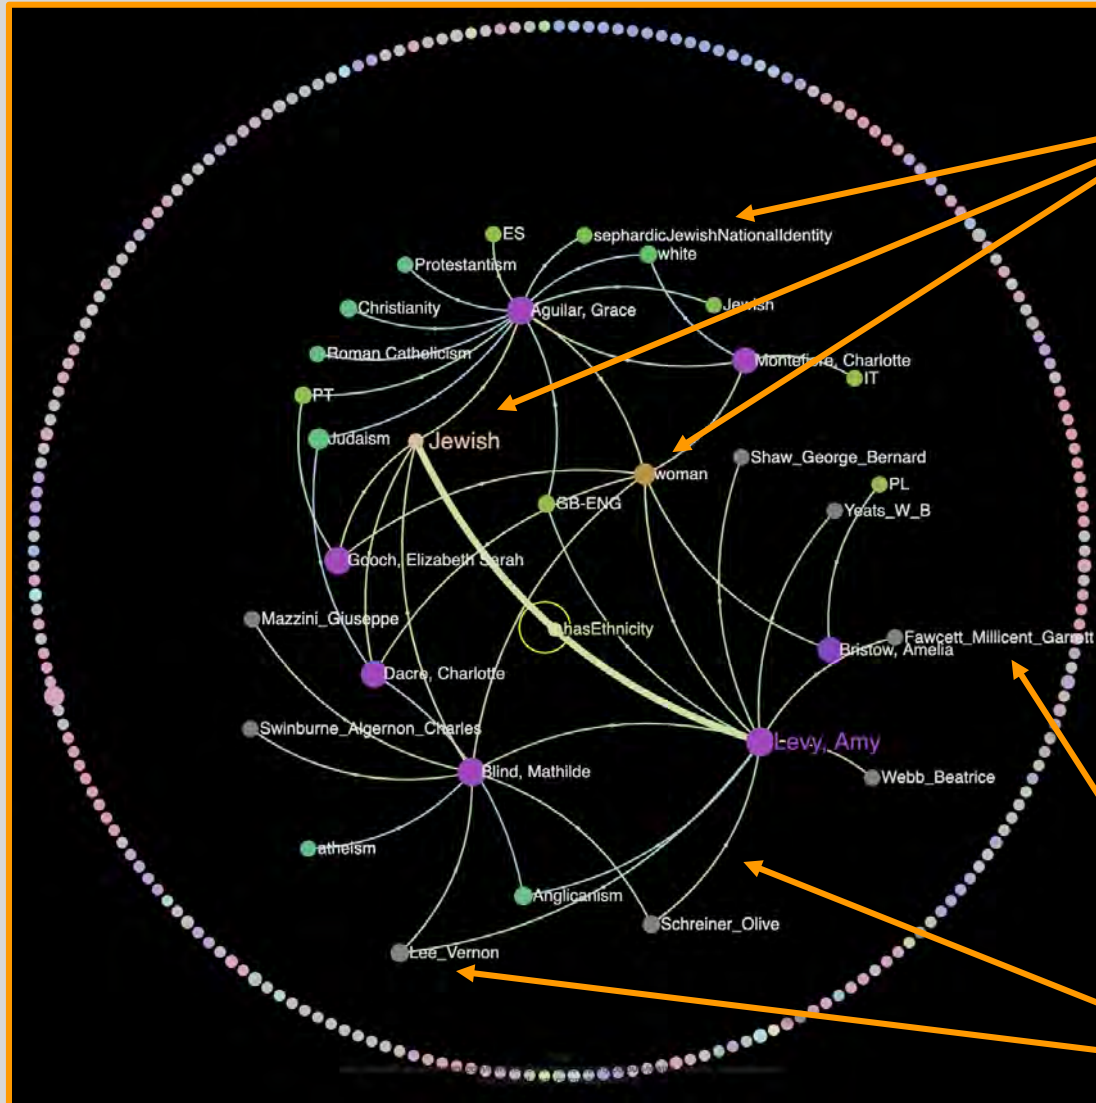 ES
sephardicJewishNationalIdentity
white
Protestantism
Christianity
Jewish
Aguilar, Grace
Roman Catholicism
Montefiore, Charlotte
IT
PT
Judaism
Jewish
woman
Shaw_George_Bernard
PL
GB-ENG
Yeats_W_B
Gooch, Elizabeth Sarah
Mazzini_Giuseppe
hasEthnicity
Fawcett_Millicent_Garrett
Bristow, Amelia
Dacre, Charlotte
Swinburne_Algernon_Charles
Levy, Amy
Blind, Mathilde
Webb_Beatrice
atheism
Anglicanism
Schreiner_Olive
Lee_Vernon